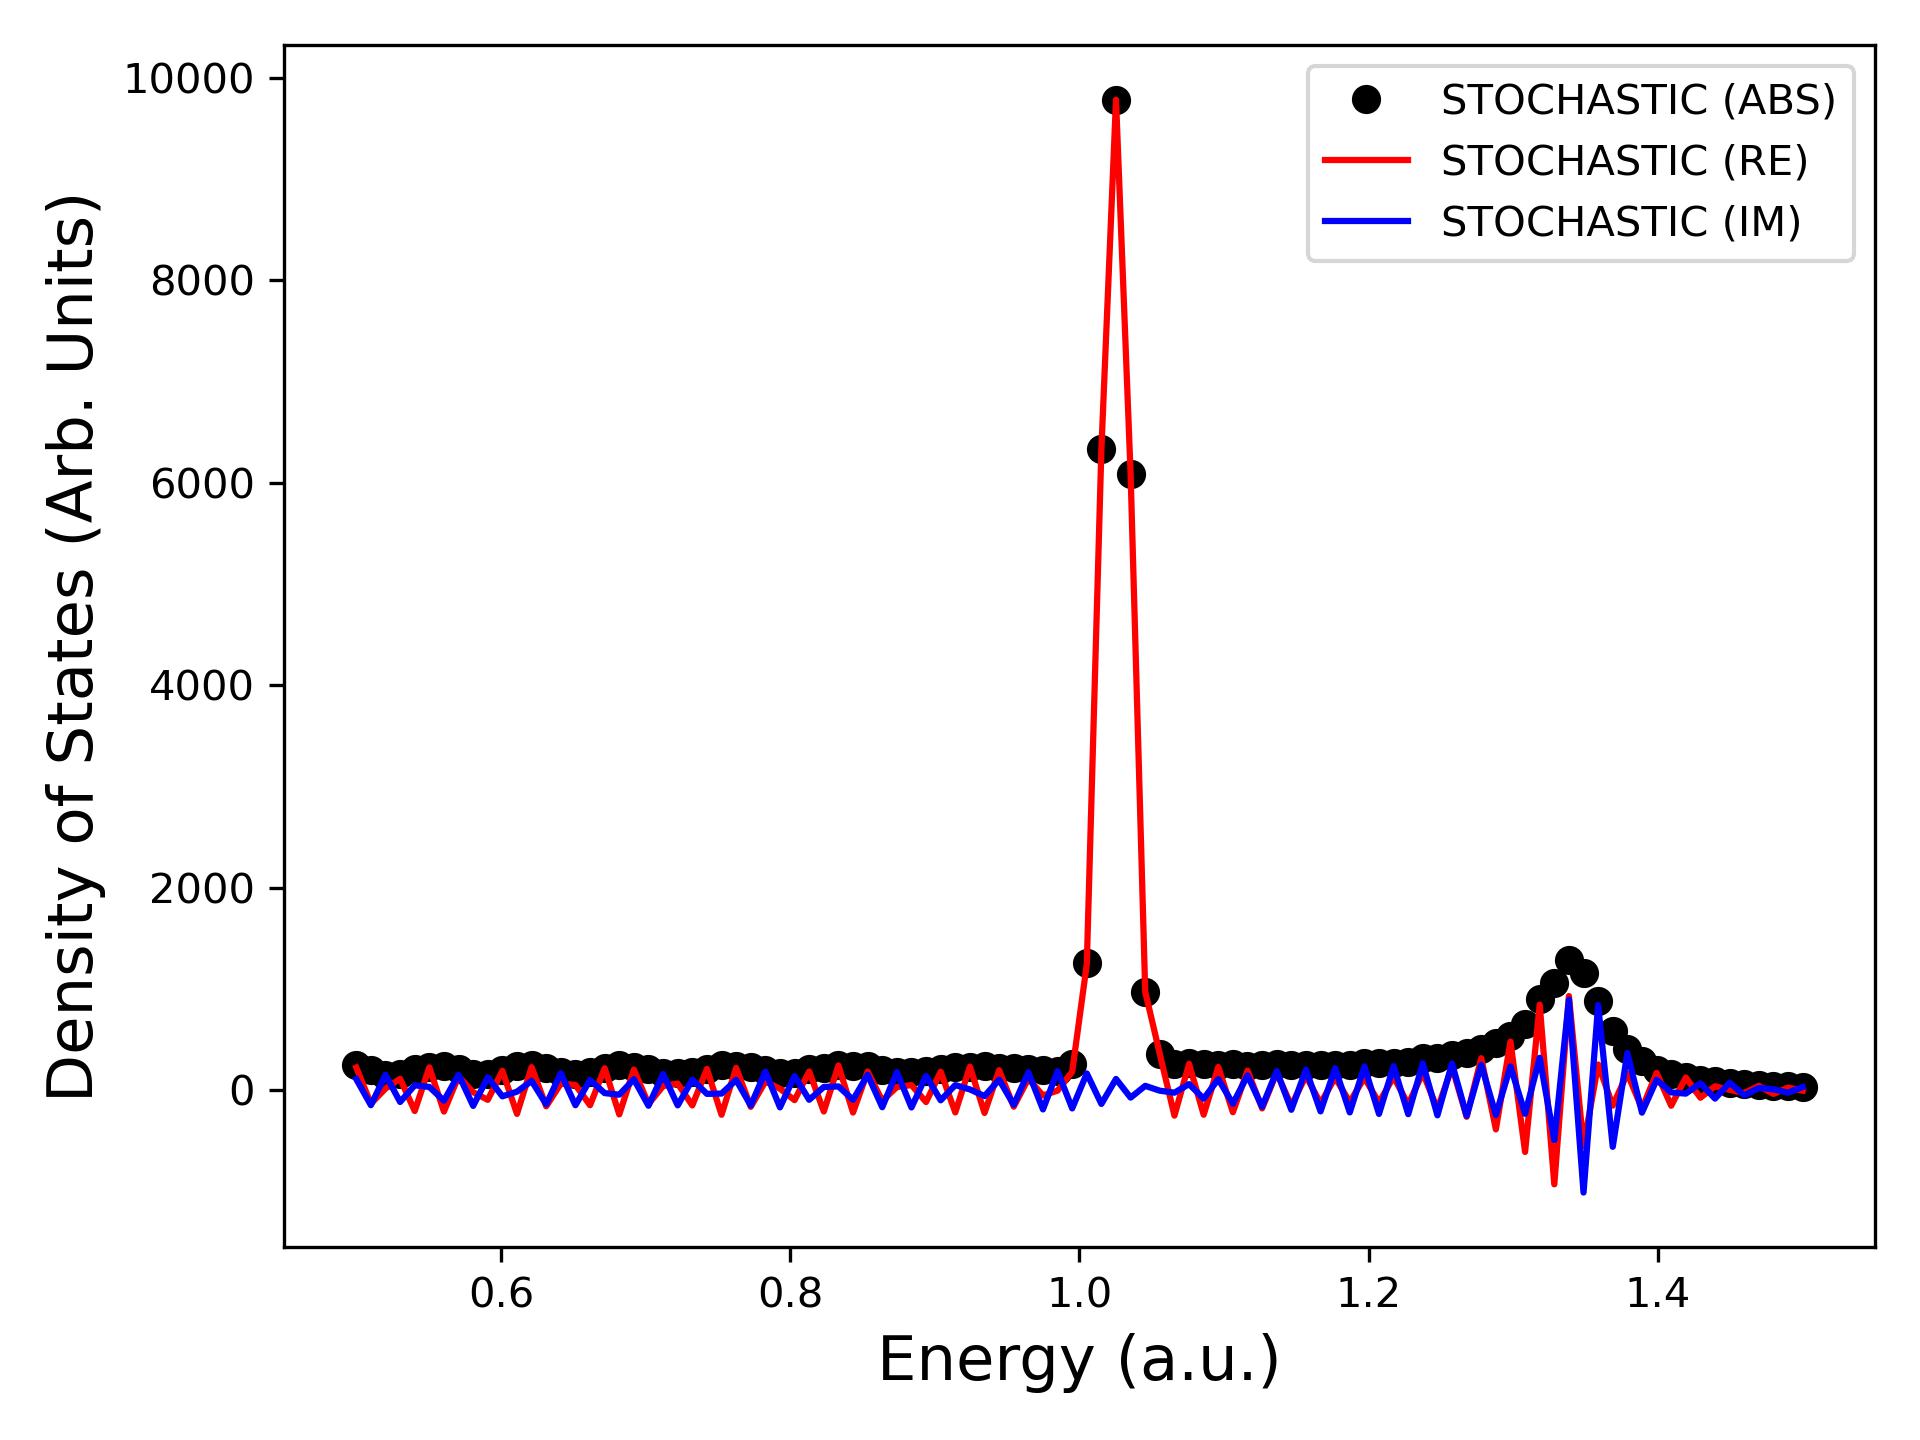 10000
8000
6000
4000
2000
0
Density of States (Arb. Units)
STOCHASTIC (ABS)
STOCHASTIC (RE)
STOCHASTIC (IM)
0.6 0.8 1.0 1.2 1.4
Energy (a.u.)